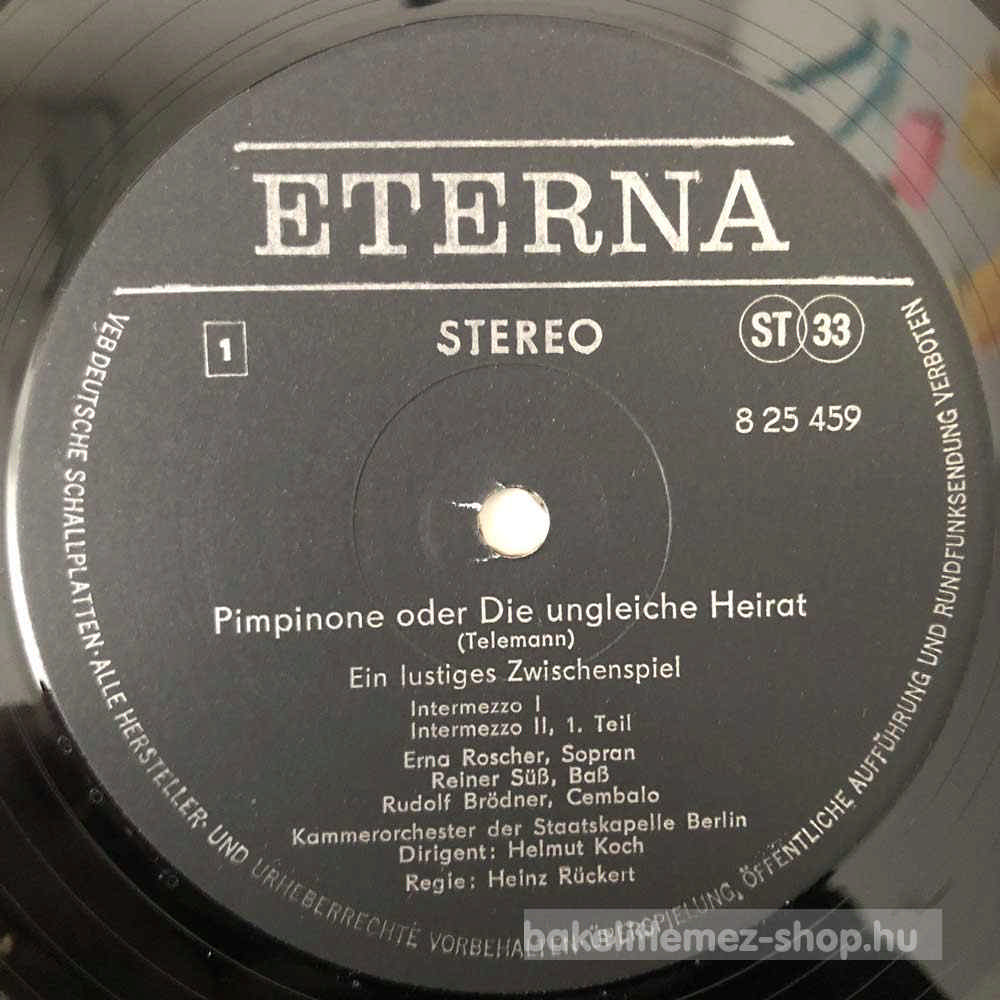 ETERNA
1
STEREO
ST 33
8 25 459
Pimpinone oder Die ungleiche Heirat
(Telemann)
Ein lustiges Zwischenspiel
Intermezzo I
Intermezzo II, 1. Teil
Erna Roscher, Sopran
Reiner Süß, Baß
Rudolf Brödner, Cembalo
Kammerorchester der Staatskapelle Berlin
Dirigent: Helmut Koch
Regie: Heinz Rückert
VEB DEUTSCHE SCHALLPLATTEN · ALLE HERSTELLER- UND URHEBERRECHTE VORBEHALTEN · ÜBERSPIELUNG, ÖFFENTLICHE AUFFÜHRUNG UND RUNDFUNKSENDUNG VERBOTEN
bakelitlemez-shop.hu